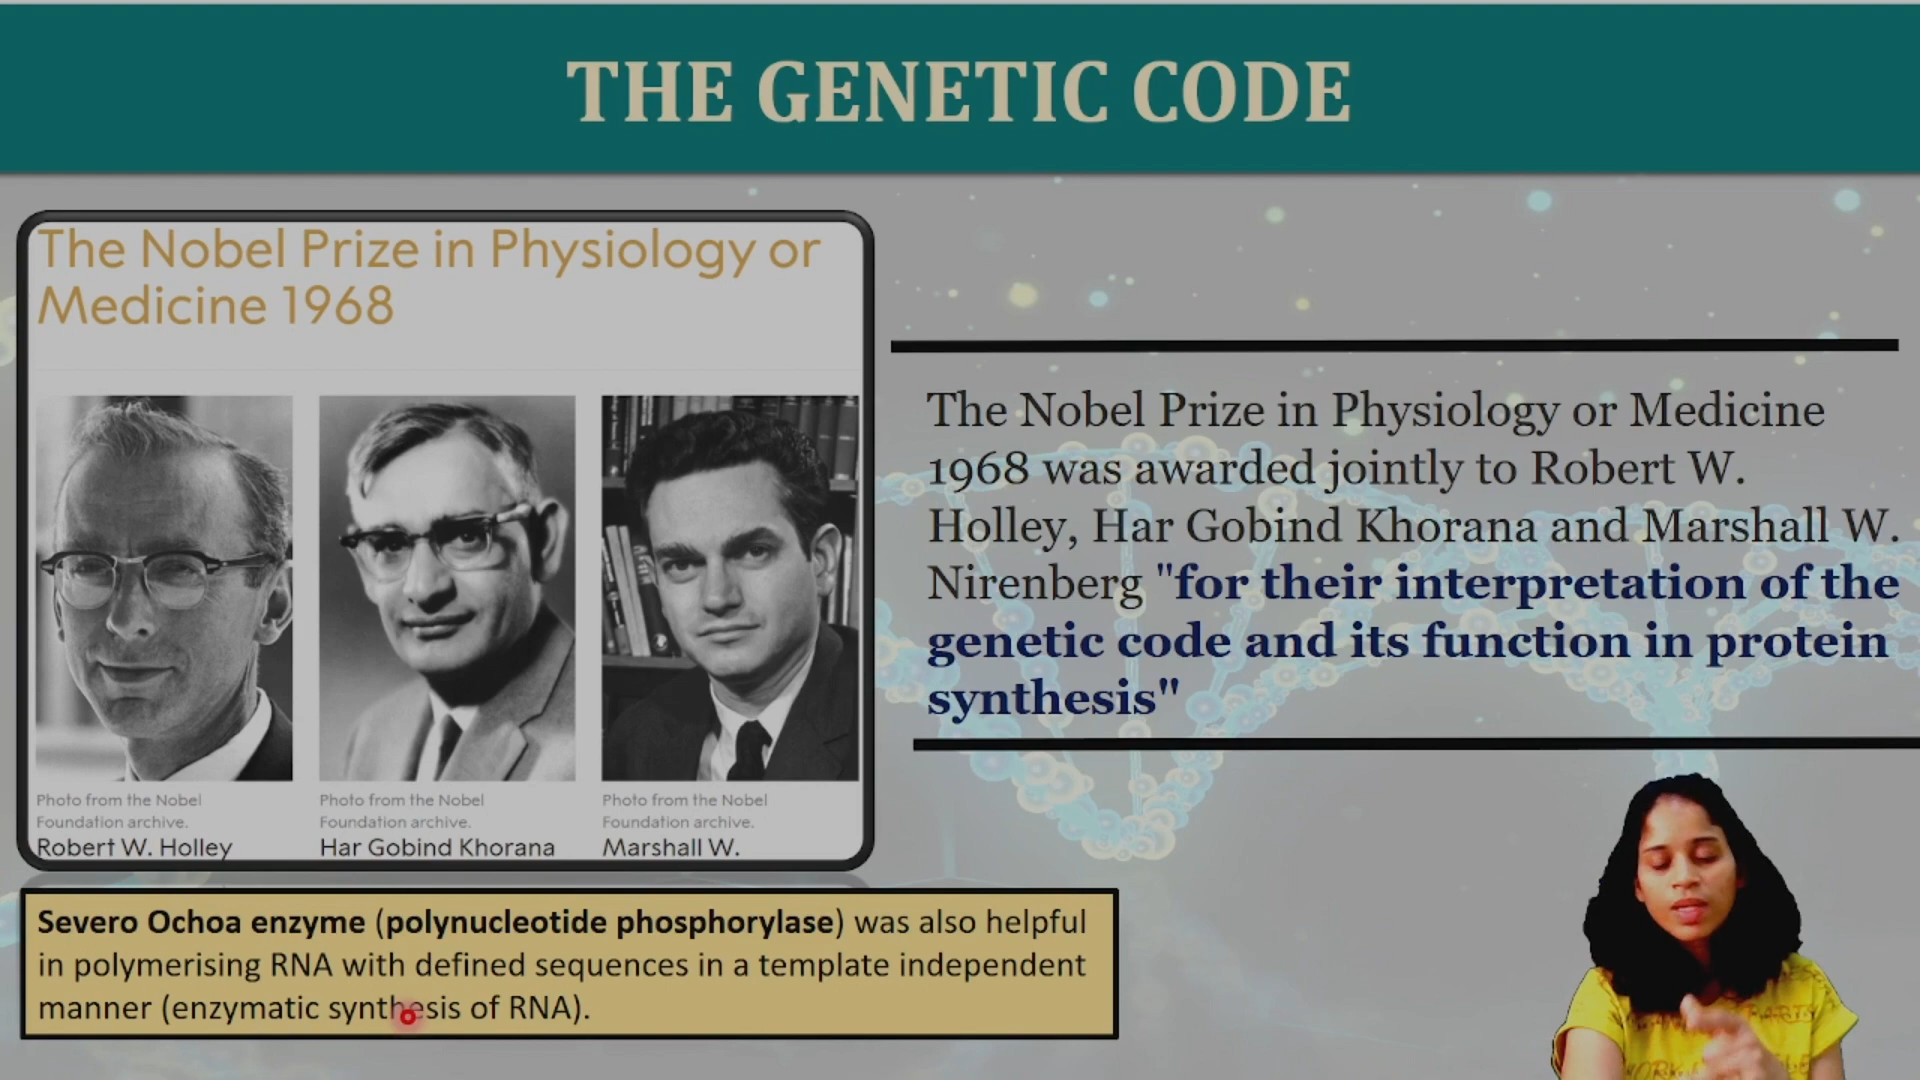 THE GENETIC CODE
The Nobel Prize in Physiology or
Medicine 1968
Photo from the Nobel
Foundation archive.
Robert W. Holley
Photo from the Nobel
Foundation archive.
Har Gobind Khorana
Photo from the Nobel
Foundation archive.
Marshall W.
The Nobel Prize in Physiology or Medicine
1968 was awarded jointly to Robert W.
Holley, Har Gobind Khorana and Marshall W.
Nirenberg "for their interpretation of the
genetic code and its function in protein
synthesis"
Severo Ochoa enzyme (polynucleotide phosphorylase) was also helpful
in polymerising RNA with defined sequences in a template independent
manner (enzymatic synthesis of RNA).